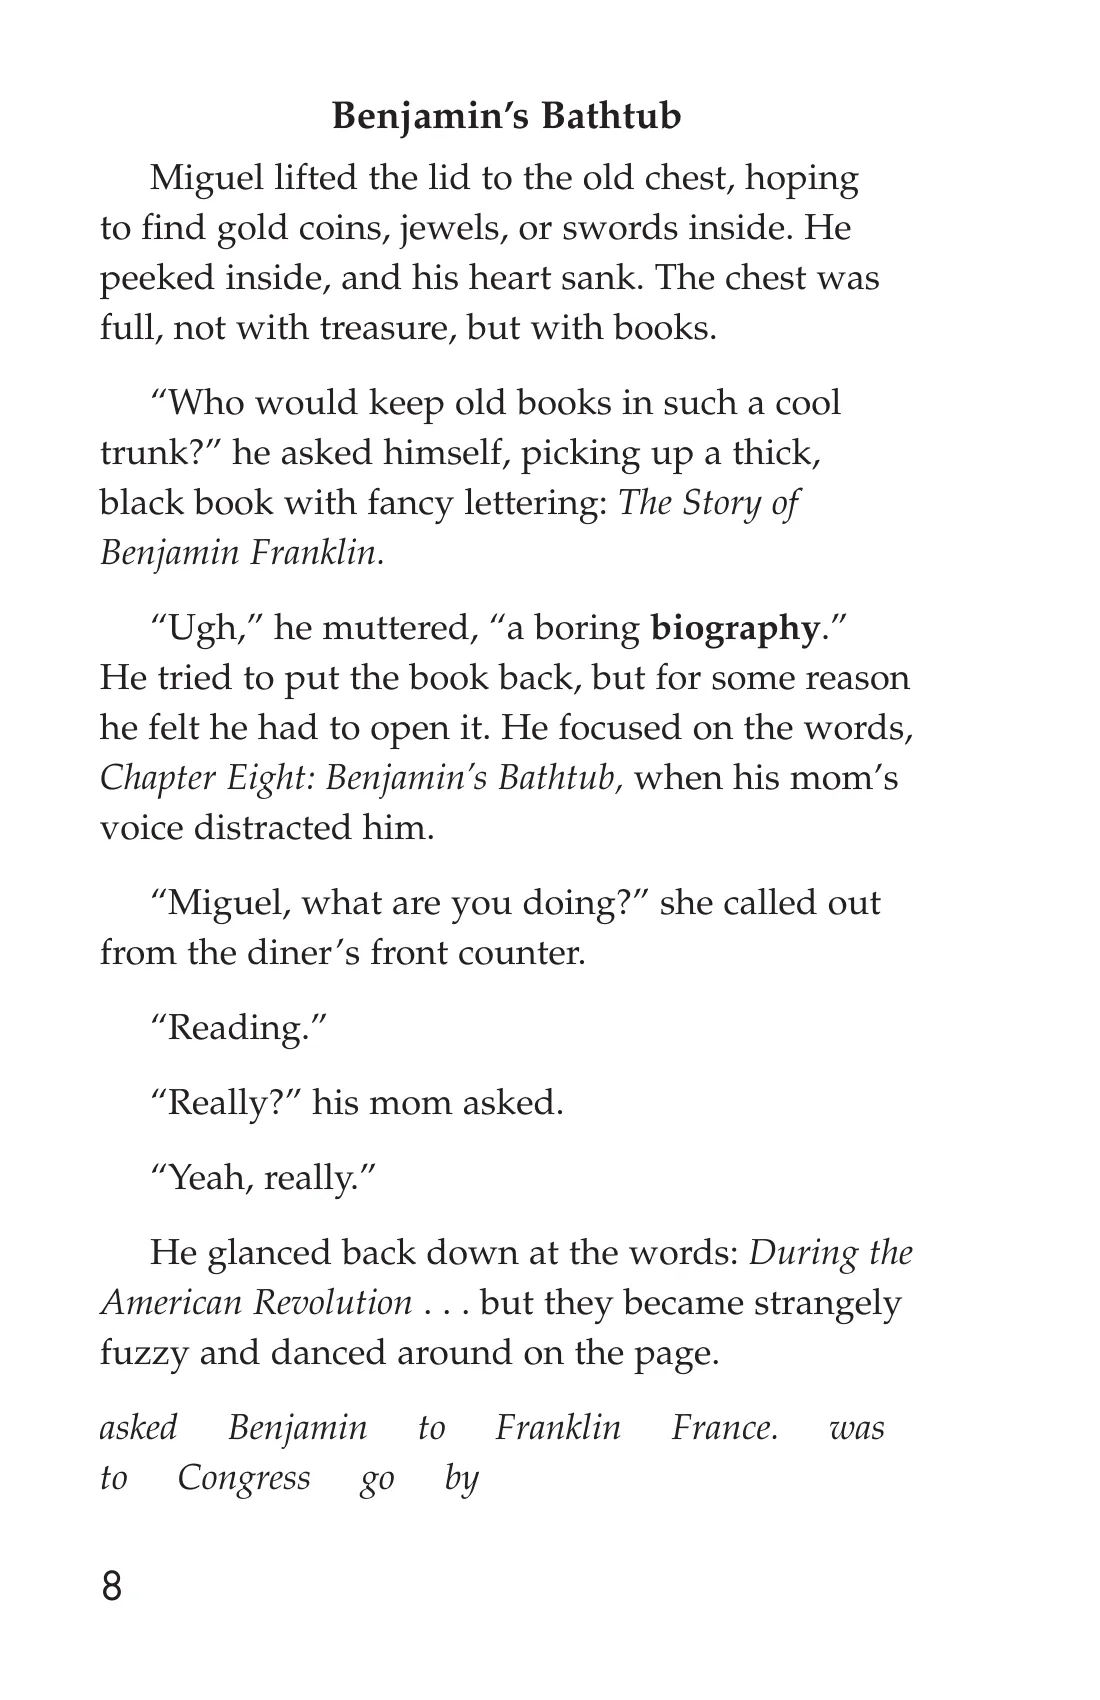 Benjamin’s Bathtub
Miguel lifted the lid to the old chest, hoping
to find gold coins, jewels, or swords inside. He
peeked inside, and his heart sank. The chest was
full, not with treasure, but with books.
“Who would keep old books in such a cool
trunk?” he asked himself, picking up a thick,
black book with fancy lettering: The Story of
Benjamin Franklin.
“Ugh,” he muttered, “a boring biography.”
He tried to put the book back, but for some reason
he felt he had to open it. He focused on the words,
Chapter Eight: Benjamin’s Bathtub, when his mom’s
voice distracted him.
“Miguel, what are you doing?” she called out
from the diner’s front counter.
“Reading.”
“Really?” his mom asked.
“Yeah, really.”
He glanced back down at the words: During the
American Revolution . . . but they became strangely
fuzzy and danced around on the page.
asked Benjamin to Franklin France. was
to Congress go by
8